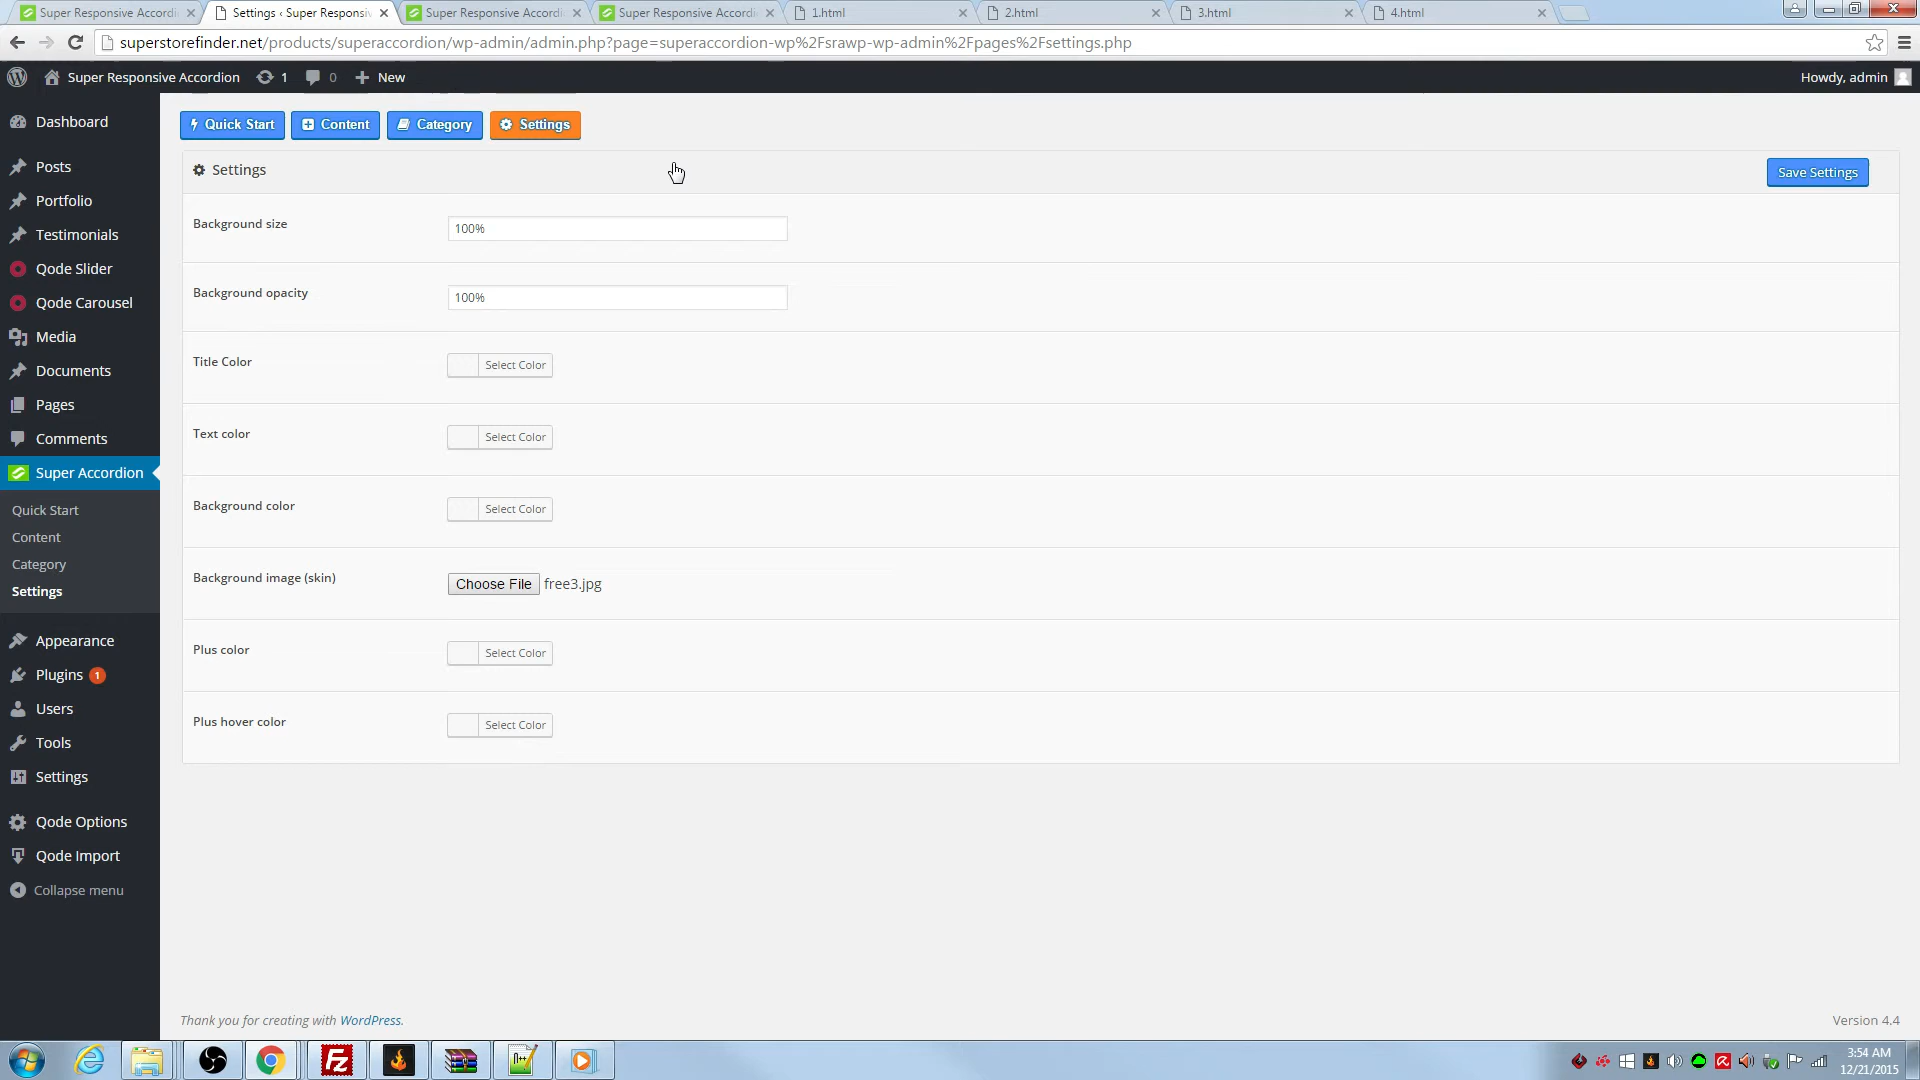 Super Responsive Accordi
Settings ‹ Super Responsiv
Super Responsive Accordi
Super Responsive Accordi
1.html
2.html
3.html
4.html
superstorefinder.net/products/superaccordion/wp-admin/admin.php?page=superaccordion-wp%2Fsrawp-wp-admin%2Fpages%2Fsettings.php
Super Responsive Accordion
1
0
New
Howdy, admin
Dashboard
Posts
Portfolio
Testimonials
Qode Slider
Qode Carousel
Media
Documents
Pages
Comments
Super Accordion
Quick Start
Content
Category
Settings
Appearance
Plugins 1
Users
Tools
Settings
Qode Options
Qode Import
Collapse menu
Quick Start
Content
Category
Settings
Settings
Save Settings
Background size
100%
Background opacity
100%
Title Color
Select Color
Text color
Select Color
Background color
Select Color
Background image (skin)
Choose File free3.jpg
Plus color
Select Color
Plus hover color
Select Color
Thank you for creating with WordPress.
Version 4.4
3:54 AM
12/21/2015